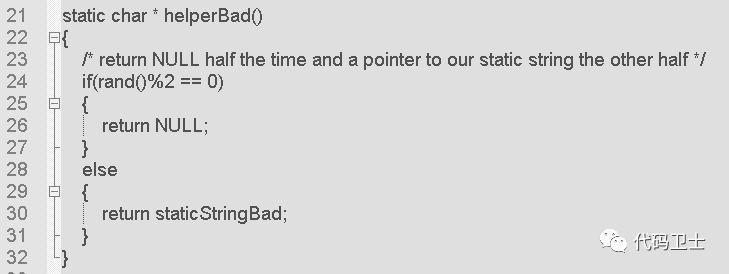 21 static char * helperBad()
22 {
23 /* return NULL half the time and a pointer to our static string the other half */
24 if(rand()%2 == 0)
25 {
26 return NULL;
27 }
28 else
29 {
30 return staticStringBad;
31 }
32 }
代码卫士